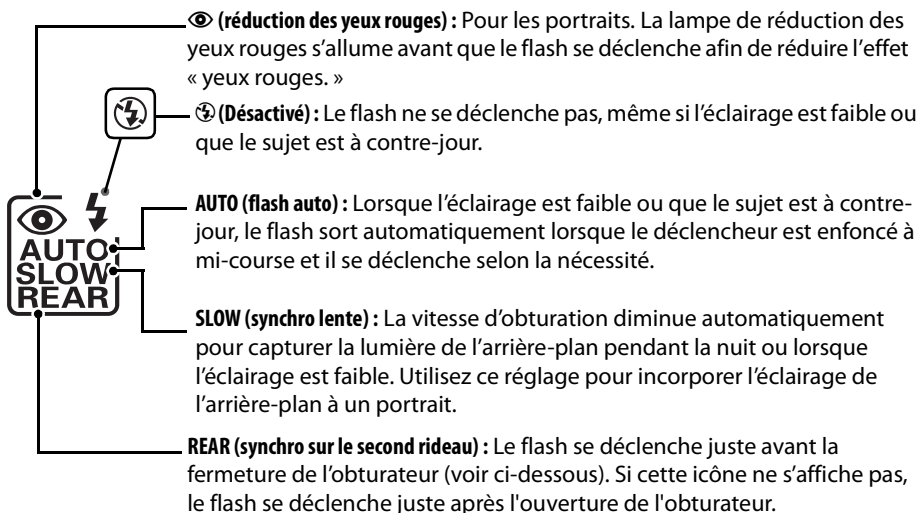 (réduction des yeux rouges) : Pour les portraits. La lampe de réduction des
yeux rouges s’allume avant que le flash se déclenche afin de réduire l’effet
« yeux rouges. »
(Désactivé) : Le flash ne se déclenche pas, même si l’éclairage est faible ou
que le sujet est à contre-jour.
AUTO
SLOW
REAR
AUTO (flash auto) : Lorsque l’éclairage est faible ou que le sujet est à contre-
jour, le flash sort automatiquement lorsque le déclencheur est enfoncé à
mi-course et il se déclenche selon la nécessité.
SLOW (synchro lente) : La vitesse d’obturation diminue automatiquement
pour capturer la lumière de l’arrière-plan pendant la nuit ou lorsque
l’éclairage est faible. Utilisez ce réglage pour incorporer l’éclairage de
l’arrière-plan à un portrait.
REAR (synchro sur le second rideau) : Le flash se déclenche juste avant la
fermeture de l’obturateur (voir ci-dessous). Si cette icône ne s’affiche pas,
le flash se déclenche juste après l'ouverture de l'obturateur.